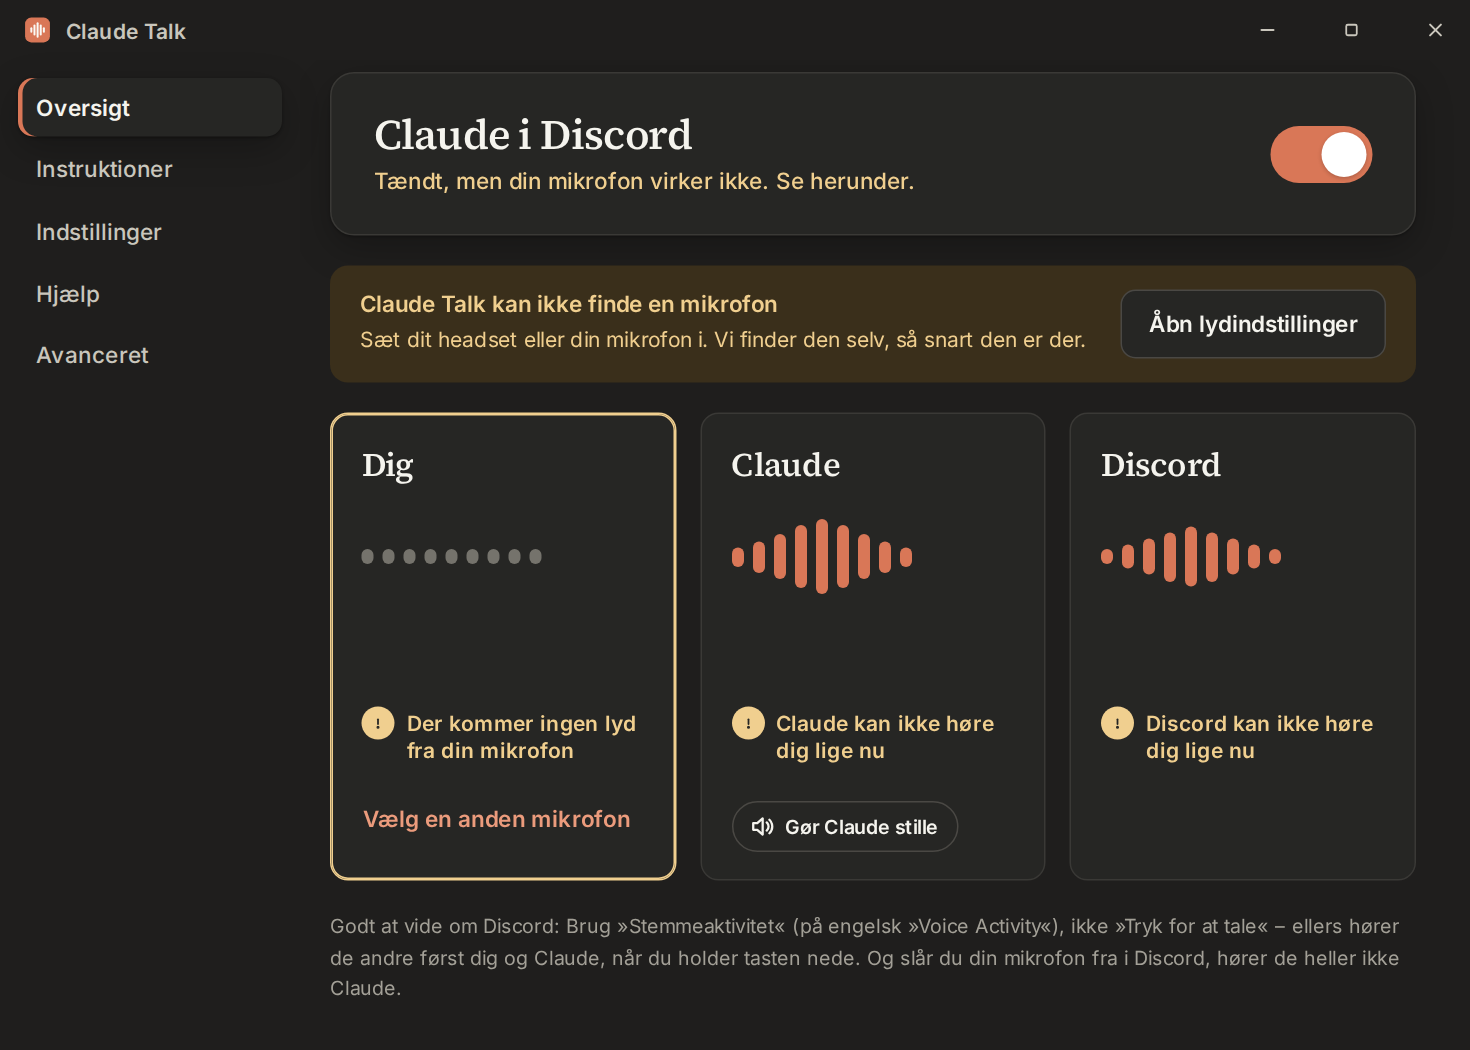 Claude Talk
Oversigt
Instruktioner
Indstillinger
Hjælp
Avanceret
Claude i Discord
Tændt, men din mikrofon virker ikke. Se herunder.
Claude Talk kan ikke finde en mikrofon
Sæt dit headset eller din mikrofon i. Vi finder den selv, så snart den er der.
Åbn lydindstillinger
Dig
! Der kommer ingen lyd
fra din mikrofon
Vælg en anden mikrofon
Claude
! Claude kan ikke høre
dig lige nu
Gør Claude stille
Discord
! Discord kan ikke høre
dig lige nu
Godt at vide om Discord: Brug »Stemmeaktivitet« (på engelsk »Voice Activity«), ikke »Tryk for at tale« – ellers hører
de andre først dig og Claude, når du holder tasten nede. Og slår du din mikrofon fra i Discord, hører de heller ikke
Claude.